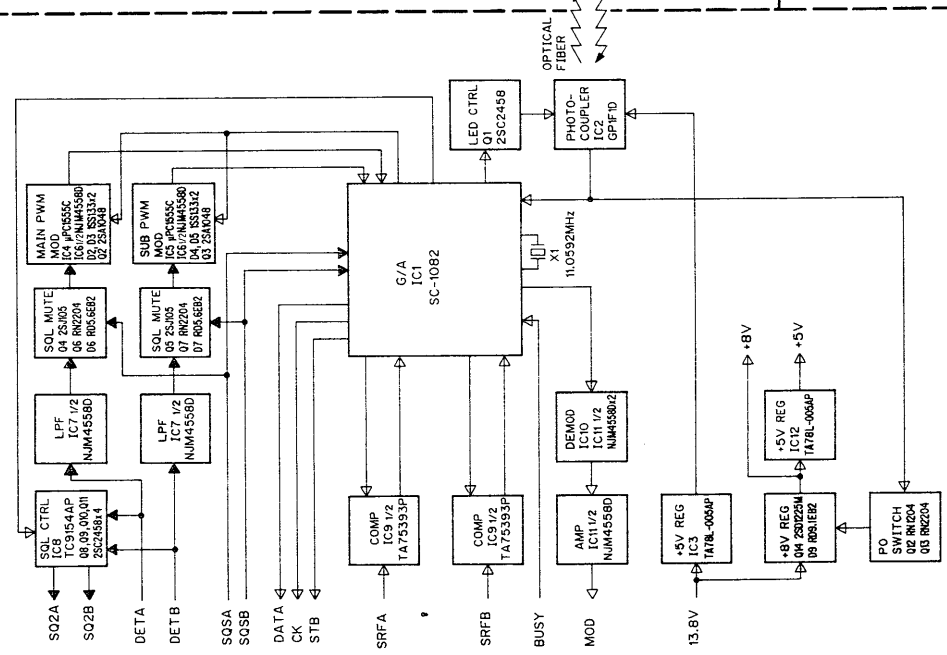 OPTICAL
FIBER
LED CTRL
Q1
2SC2458
PHOTO-
COUPLER
IC2
GP1F1D
MAIN PWM
MOD
IC4 µPC1555C
IC6 1/2 NJM4558D
D2, D3 1SS133x2
Q2 2SA1048
SUB PWM
MOD
IC5 µPC1555C
IC6 1/2 NJM4558D
D4, D5 1SS133x2
Q3 2SA1048
SQL MUTE
Q4 2SJ105
Q6 RN2204
D6 RD5.6EB2
SQL MUTE
Q5 2SJ105
Q7 RN2204
D7 RD5.6EB2
LPF
IC7 1/2
NJM4558D
LPF
IC7 1/2
NJM4558D
SQL CTRL
IC8
TC9154AP
Q8,Q9,Q10,Q11
2SC2458x4
G/A
IC1
SC-1082
X1
11.0592MHz
COMP
IC9 1/2
TA75393P
COMP
IC9 1/2
TA75393P
DEMOD
IC10
IC11 1/2
NJM4558Dx2
AMP
IC11 1/2
NJM4558D
+5V REG
IC3
TA78L-005AP
+8V REG
Q14 2SD1225M
D9 RD9.1EB2
+5V REG
IC12
TA78L-005AP
PO
SWITCH
Q12 RN1204
Q13 RN2204
+8V
+5V
SQ2A
SQ2B
DETA
DETB
SQSA
SQSB
DATA
CK
STB
SRFA
SRFB
BUSY
MOD
13.8V